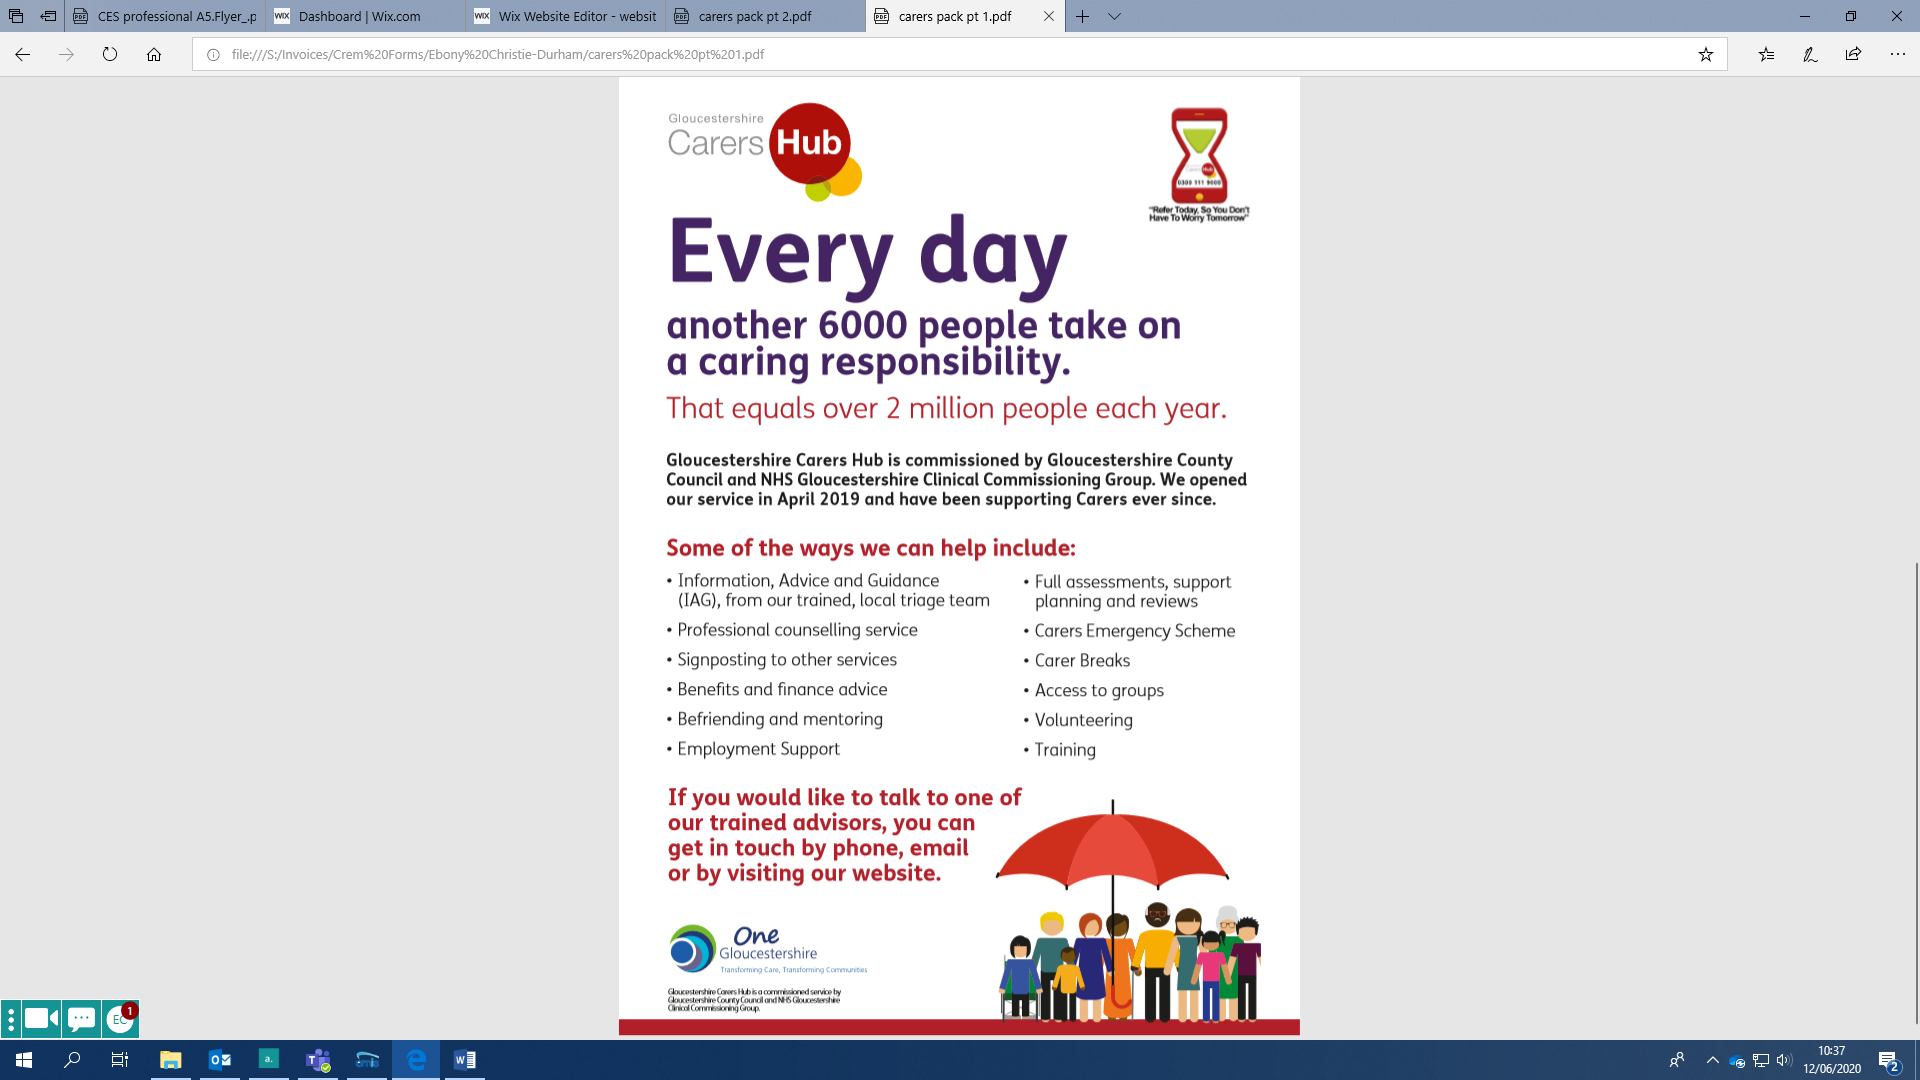 CES professional A5.Flyer_.p
WIX Dashboard | Wix.com
WIX Wix Website Editor - websit
PDF carers pack pt 2.pdf
PDF carers pack pt 1.pdf
file:///S:/Invoices/Crem%20Forms/Ebony%20Christie-Durham/carers%20pack%20pt%201.pdf
Gloucestershire
Carers Hub
0300 111 9000
"Refer Today, So You Don't
Have To Worry Tomorrow"
Every day
another 6000 people take on
a caring responsibility.
That equals over 2 million people each year.
Gloucestershire Carers Hub is commissioned by Gloucestershire County
Council and NHS Gloucestershire Clinical Commissioning Group. We opened
our service in April 2019 and have been supporting Carers ever since.
Some of the ways we can help include:
• Information, Advice and Guidance
(IAG), from our trained, local triage team
• Professional counselling service
• Signposting to other services
• Benefits and finance advice
• Befriending and mentoring
• Employment Support
• Full assessments, support
planning and reviews
• Carers Emergency Scheme
• Carer Breaks
• Access to groups
• Volunteering
• Training
If you would like to talk to one of
our trained advisors, you can
get in touch by phone, email
or by visiting our website.
One
Gloucestershire
Transforming Care, Transforming Communities
Gloucestershire Carers Hub is a commissioned service by
Gloucestershire County Council and NHS Gloucestershire
Clinical Commissioning Group.
EC 1
a.
10:37
12/06/2020
2